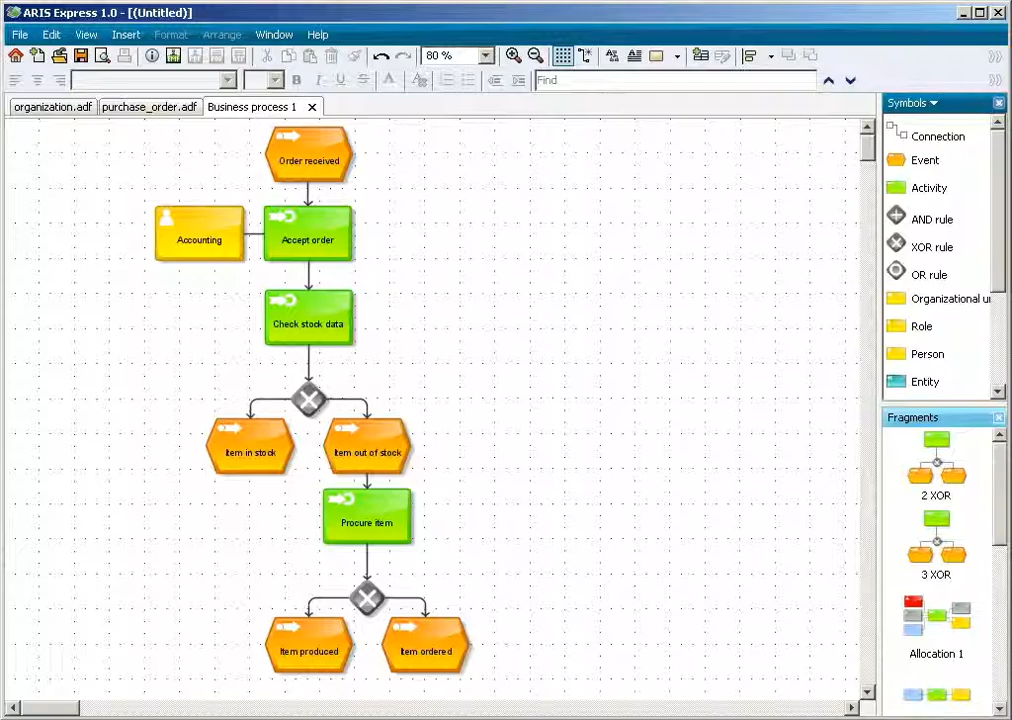 ARIS Express 1.0 - [(Untitled)]
File Edit View Insert Format Arrange Window Help
80 %
B I U S A
Find
organization.adf purchase_order.adf Business process 1
Symbols
Connection
Event
Activity
AND rule
XOR rule
OR rule
Organizational u
Role
Person
Entity
Fragments
2 XOR
3 XOR
Allocation 1
Order received
Accounting
Accept order
Check stock data
Item in stock
Item out of stock
Procure item
Item produced
Item ordered